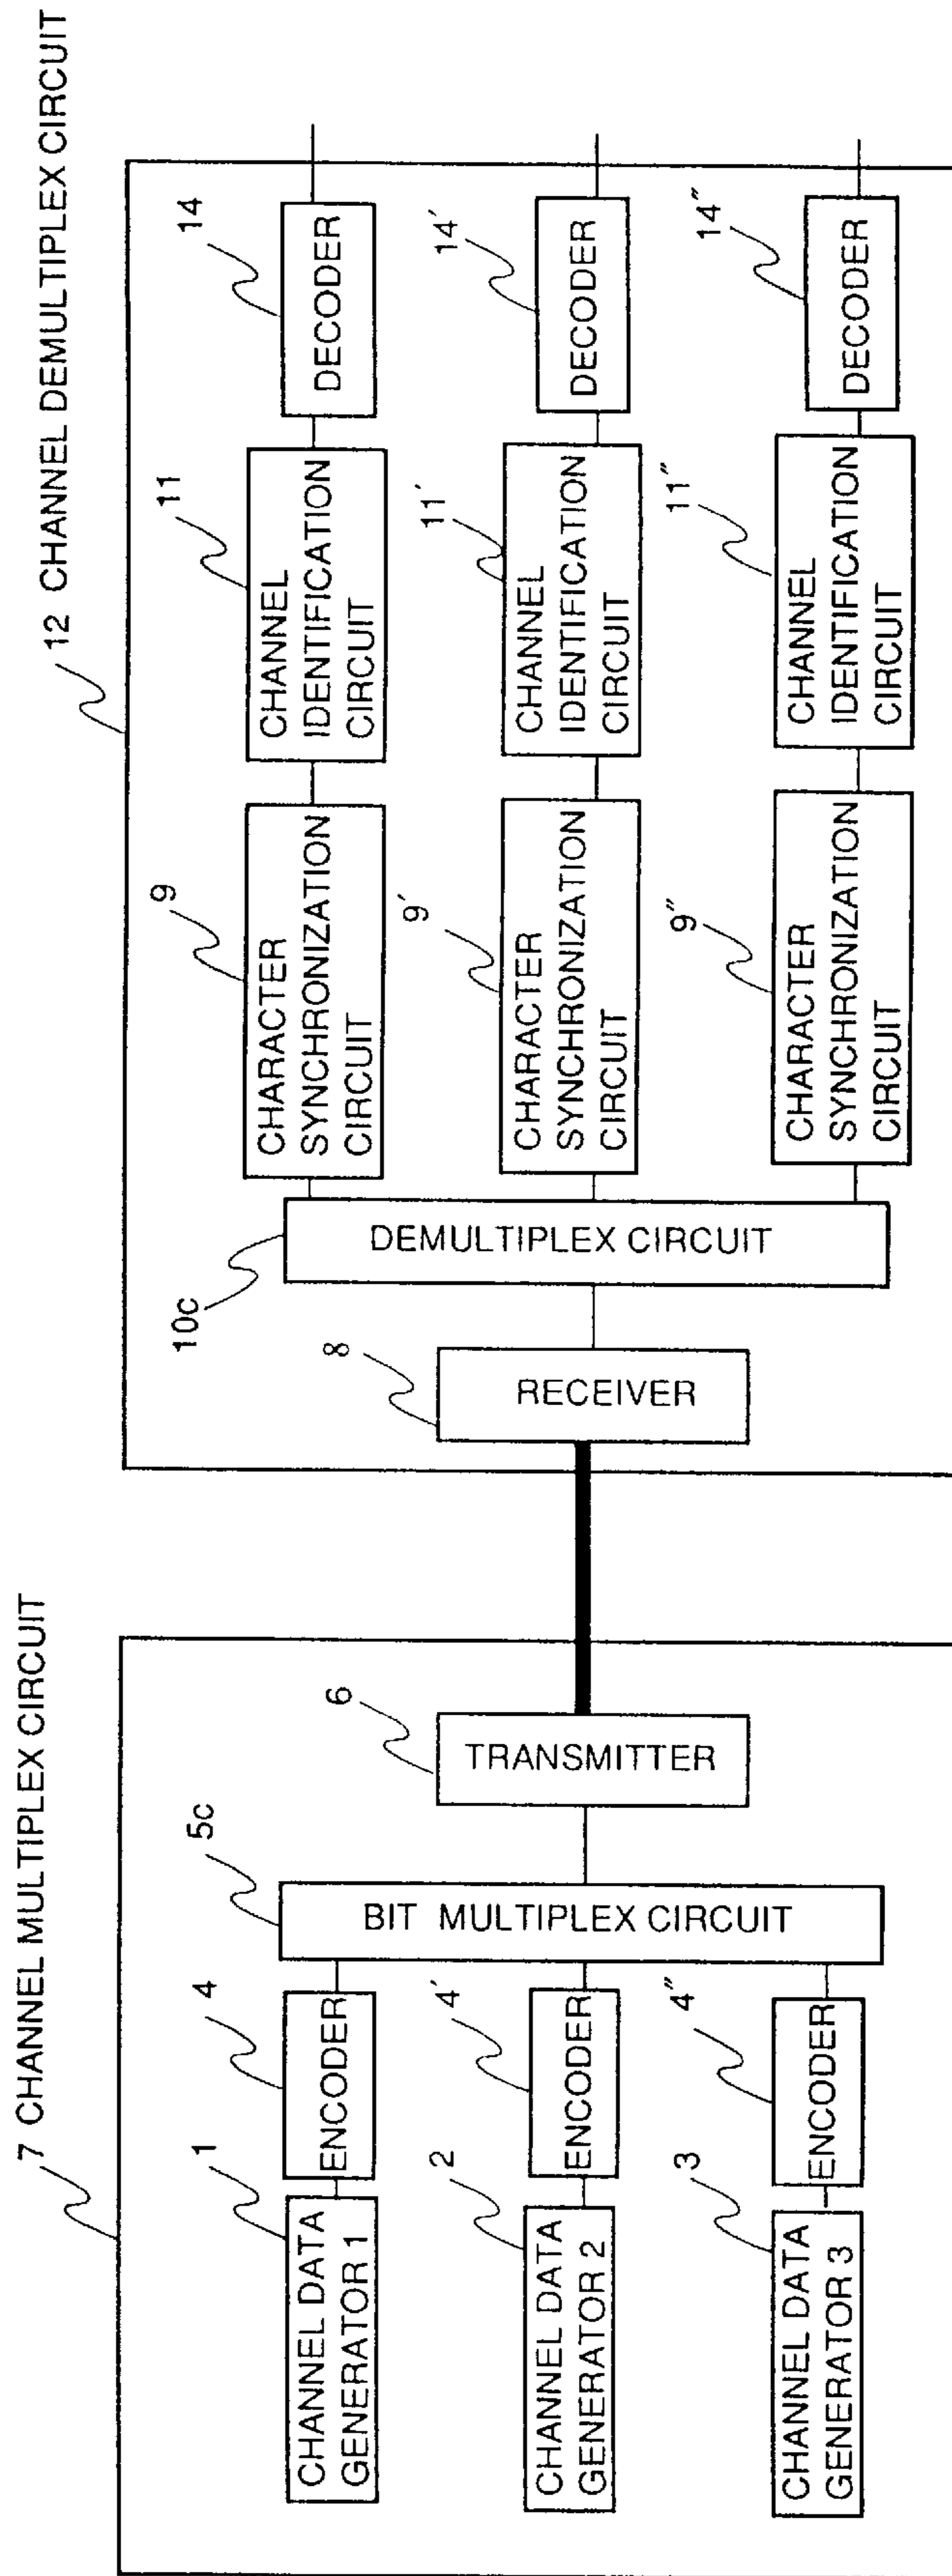 7 CHANNEL MULTIPLEX CIRCUIT
1
CHANNEL DATA
GENERATOR 1
4
ENCODER
2
CHANNEL DATA
GENERATOR 2
4′
ENCODER
3
CHANNEL DATA
GENERATOR 3
4″
ENCODER
5c
BIT MULTIPLEX CIRCUIT
6
TRANSMITTER
12 CHANNEL DEMULTIPLEX CIRCUIT
8
RECEIVER
10c
DEMULTIPLEX CIRCUIT
9
CHARACTER
SYNCHRONIZATION
CIRCUIT
11
CHANNEL
IDENTIFICATION
CIRCUIT
14
DECODER
9′
CHARACTER
SYNCHRONIZATION
CIRCUIT
11′
CHANNEL
IDENTIFICATION
CIRCUIT
14′
DECODER
9″
CHARACTER
SYNCHRONIZATION
CIRCUIT
11″
CHANNEL
IDENTIFICATION
CIRCUIT
14″
DECODER